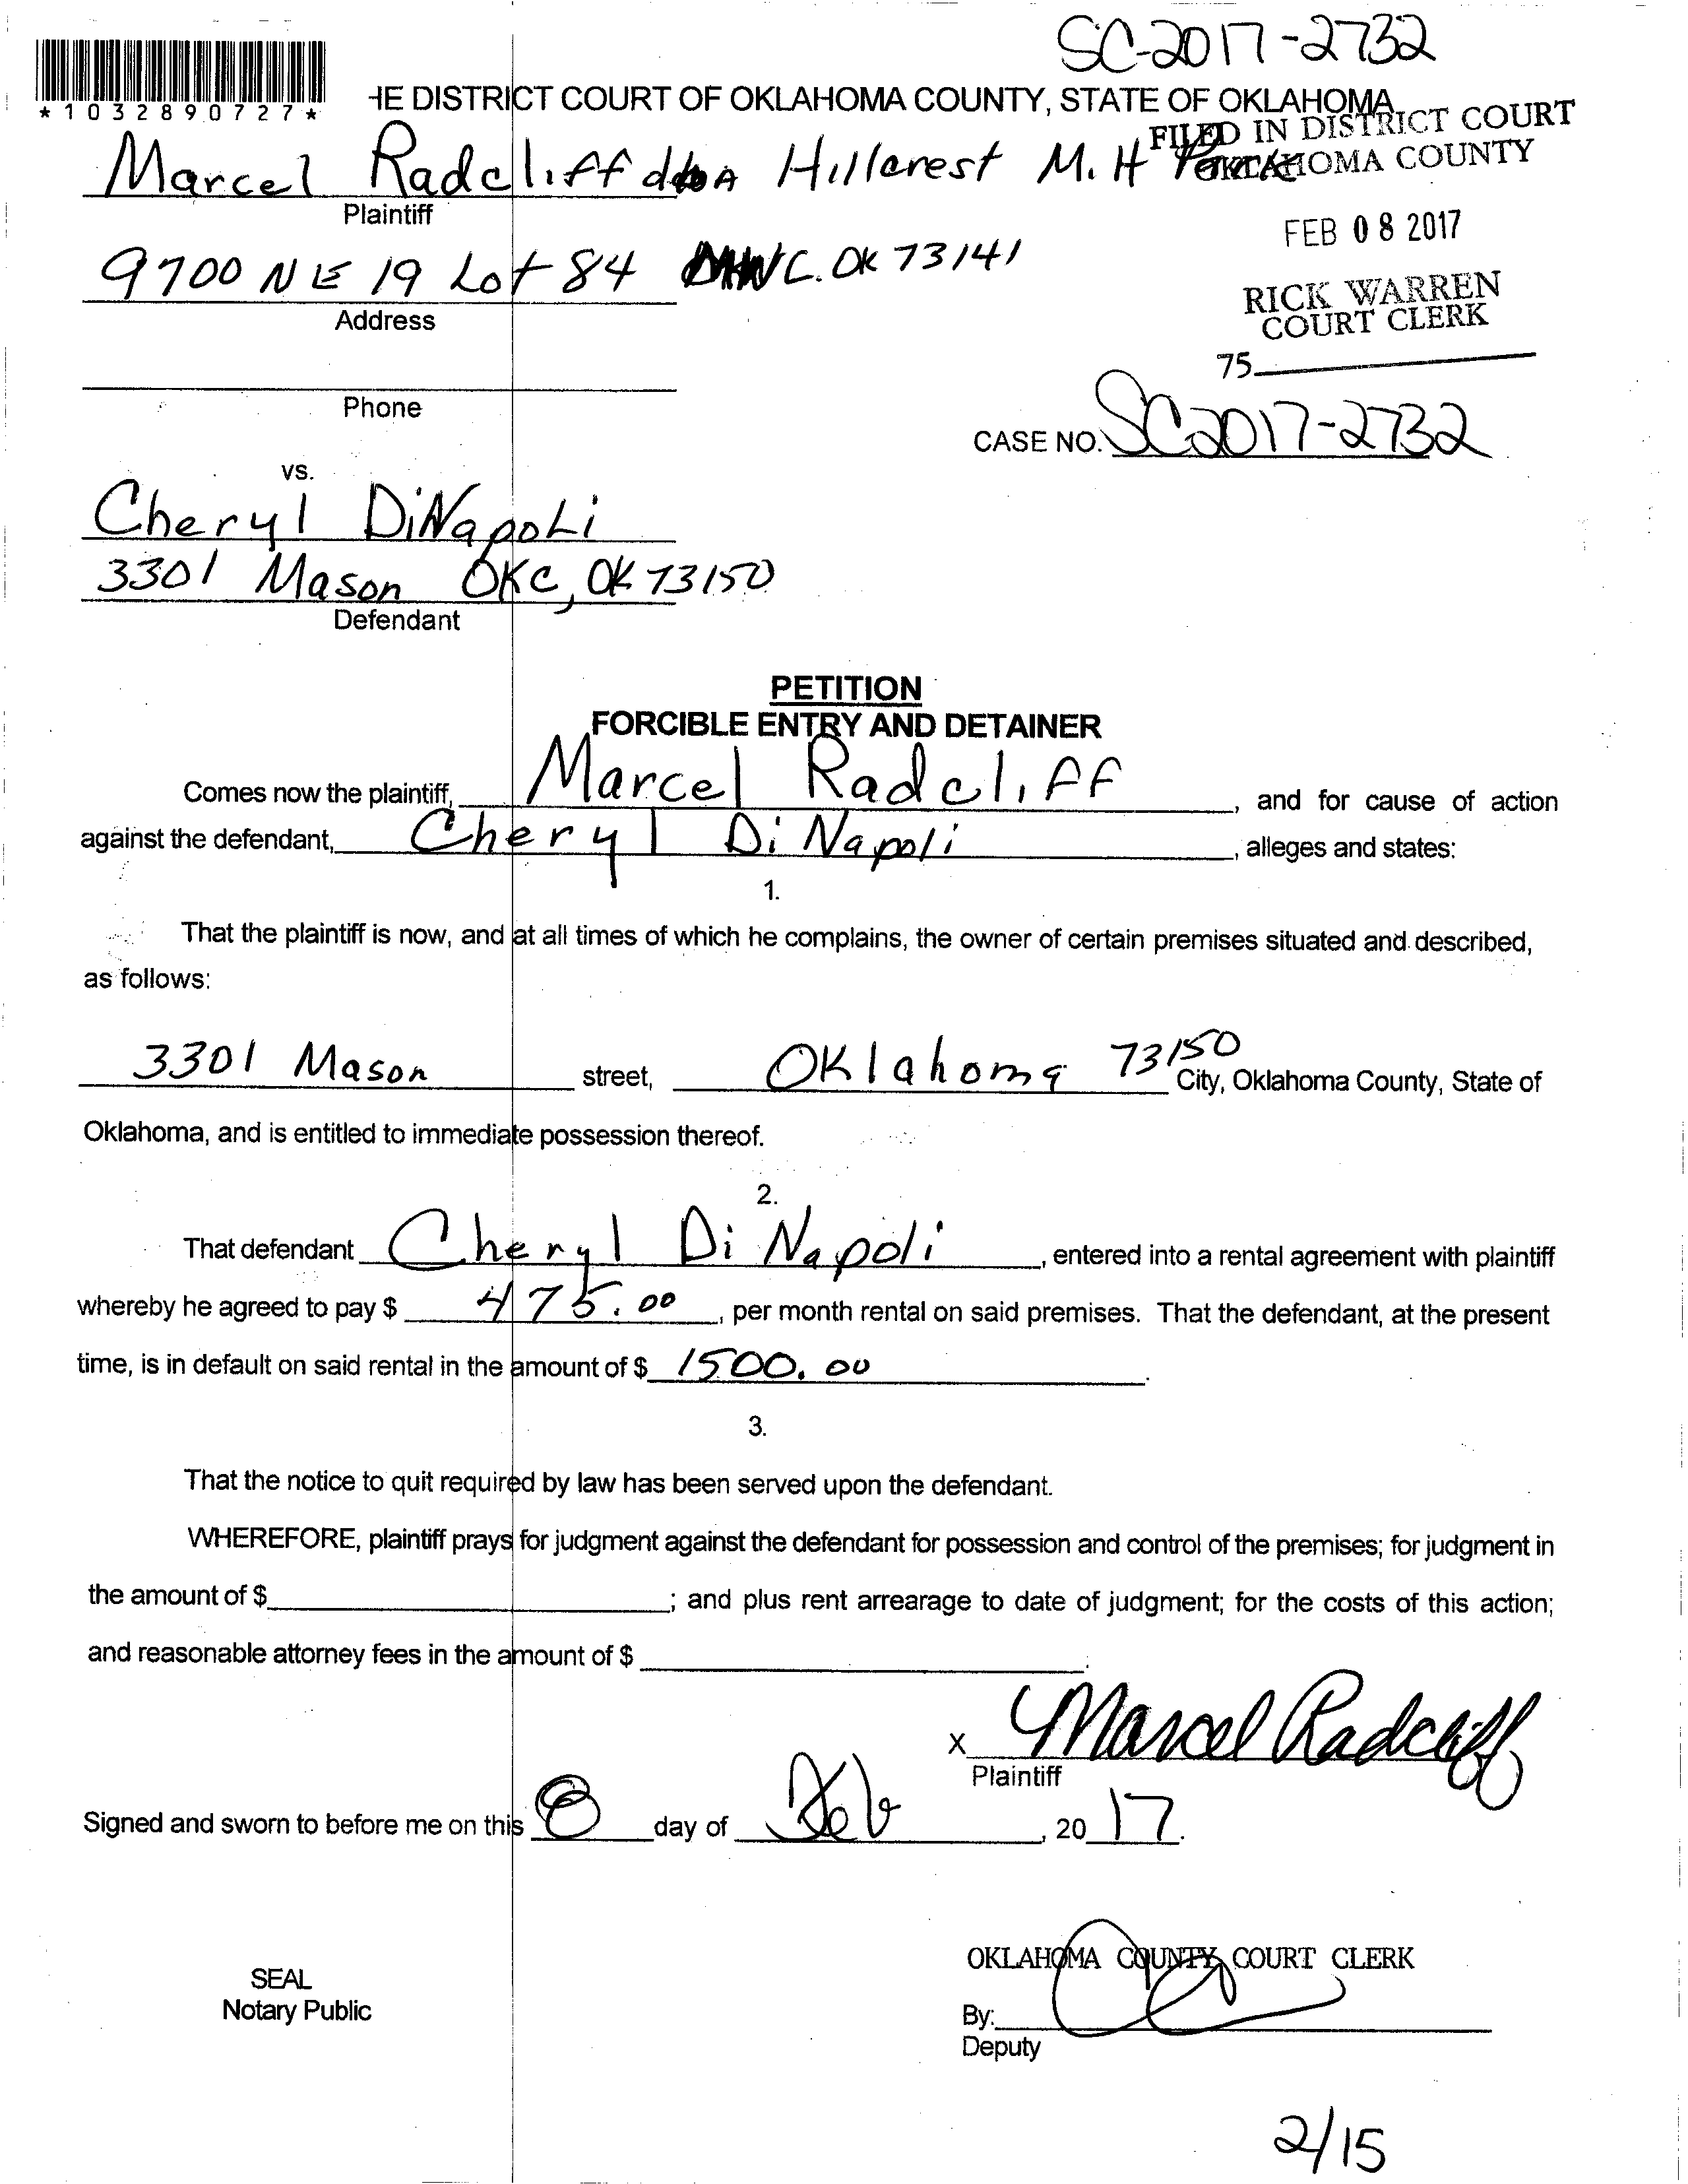 SC-2017-2732
*1032890727*
HE DISTRICT COURT OF OKLAHOMA COUNTY, STATE OF OKLAHOMA
FILED IN DISTRICT COURT
OKLAHOMA COUNTY
Marcel Radcliff dba Hillcrest M.H Park
Plaintiff
FEB 08 2017
9700 NE 19 Lot 84 MWC. OK 73141
Address
RICK WARREN
COURT CLERK
75
Phone
CASE NO. SC2017-2732
vs.
Cheryl DiNapoLi
3301 Mason OKC, OK 73150
Defendant
PETITION
FORCIBLE ENTRY AND DETAINER
Comes now the plaintiff, Marcel Radcliff, and for cause of action
against the defendant, Cheryl Di Napoli, alleges and states:
1.
That the plaintiff is now, and at all times of which he complains, the owner of certain premises situated and described,
as follows:
3301 Mason street, Oklahoma 73150 City, Oklahoma County, State of
Oklahoma, and is entitled to immediate possession thereof.
2.
That defendant Cheryl Di Napoli, entered into a rental agreement with plaintiff
whereby he agreed to pay $ 475.00, per month rental on said premises. That the defendant, at the present
time, is in default on said rental in the amount of $ 1500.00.
3.
That the notice to quit required by law has been served upon the defendant.
WHEREFORE, plaintiff prays for judgment against the defendant for possession and control of the premises; for judgment in
the amount of $ ; and plus rent arrearage to date of judgment; for the costs of this action;
and reasonable attorney fees in the amount of $ .
X Marcel Radcliff
Plaintiff
Signed and sworn to before me on this 8 day of Feb, 2017.
OKLAHOMA COUNTY COURT CLERK
SEAL
Notary Public
By:
Deputy
2/15